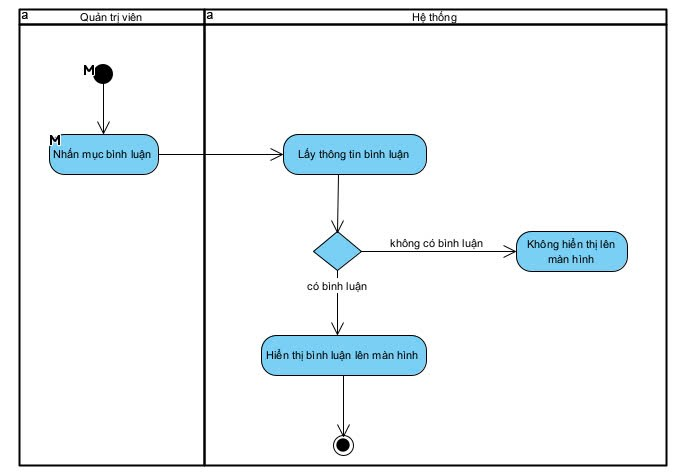 a
Quản trị viên
a
Hệ thống
M
M
Nhấn mục bình luận
Lấy thông tin bình luận
không có bình luận
Không hiển thị lên
màn hình
có bình luận
Hiển thị bình luận lên màn hình